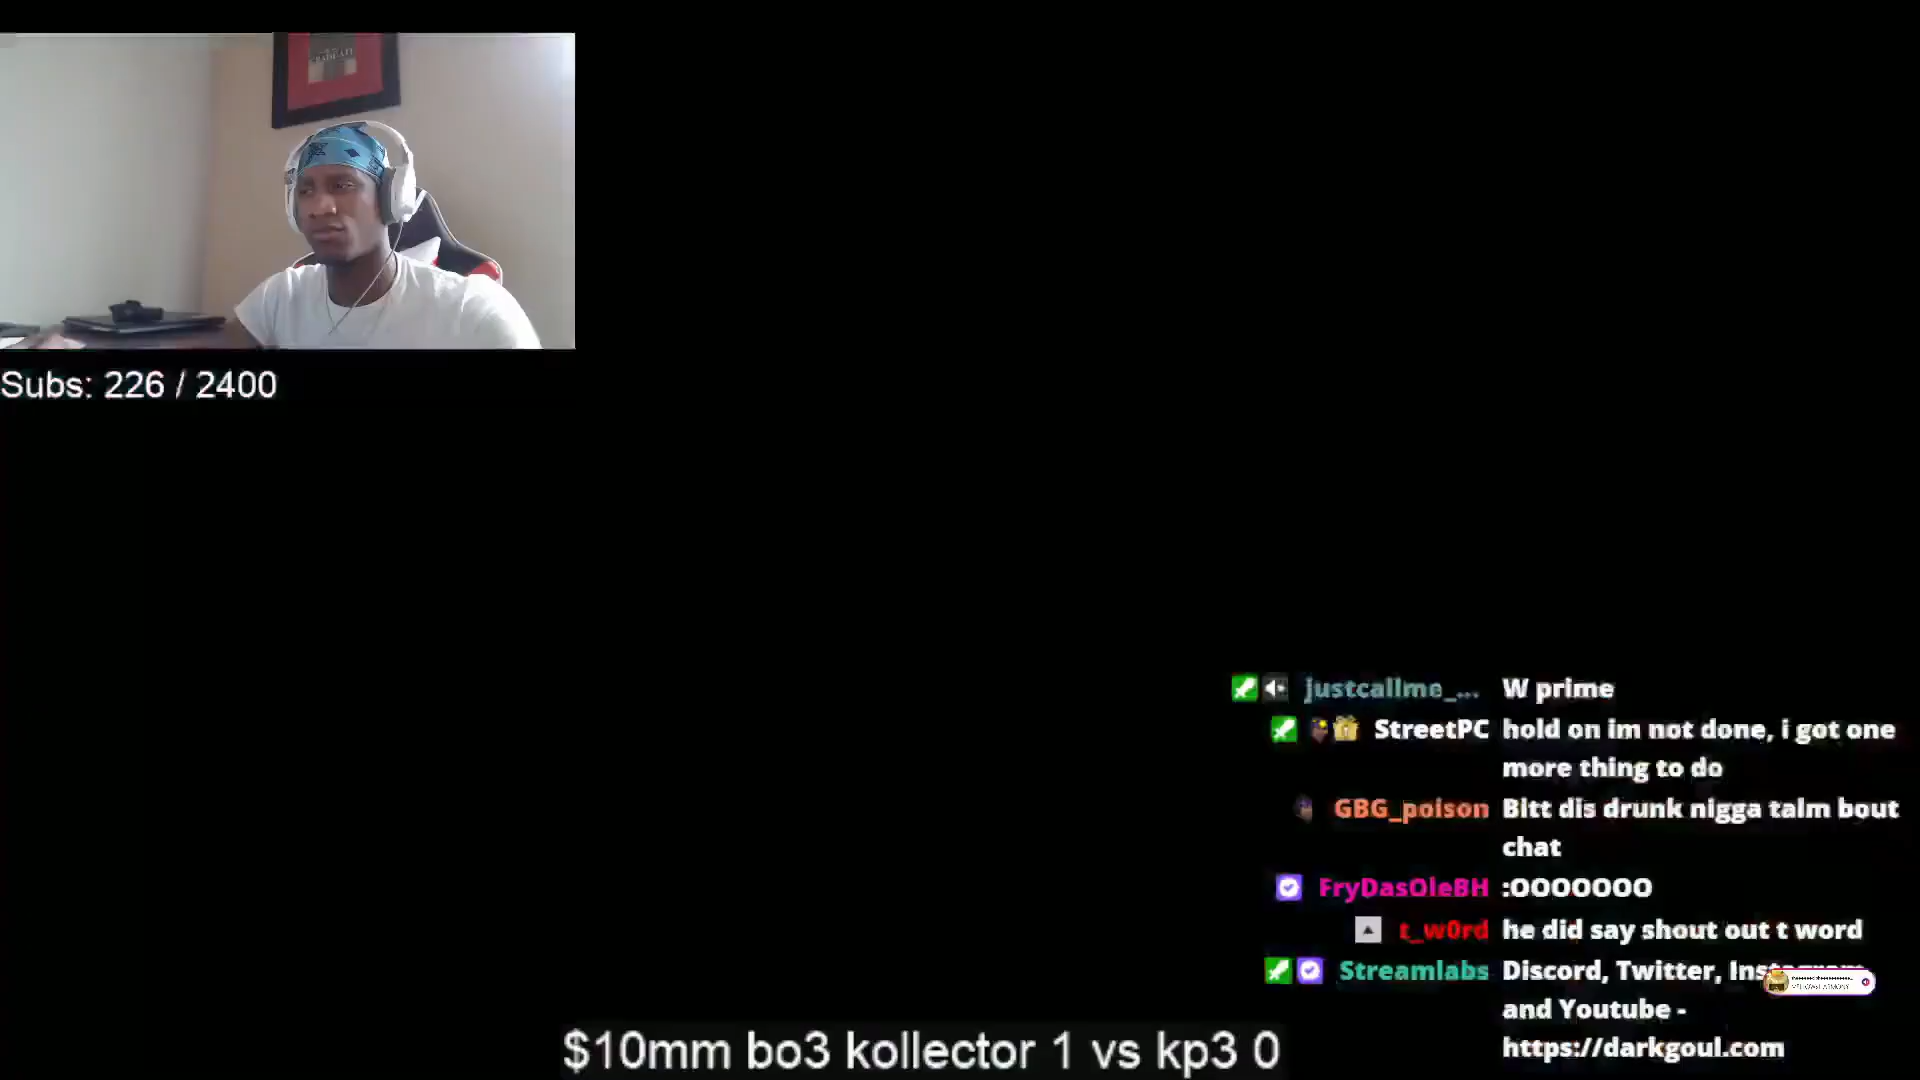 Subs: 226 / 2400
justcallme_... W prime
StreetPC hold on im not done, i got one
more thing to do
GBG_poison Bitt dis drunk nigga talm bout
chat
FryDasOleBH :OOOOOOO
t_w0rd he did say shout out t word
Streamlabs Discord, Twitter, Instagram
and Youtube -
https://darkgoul.com
$10mm bo3 kollector 1 vs kp3 0